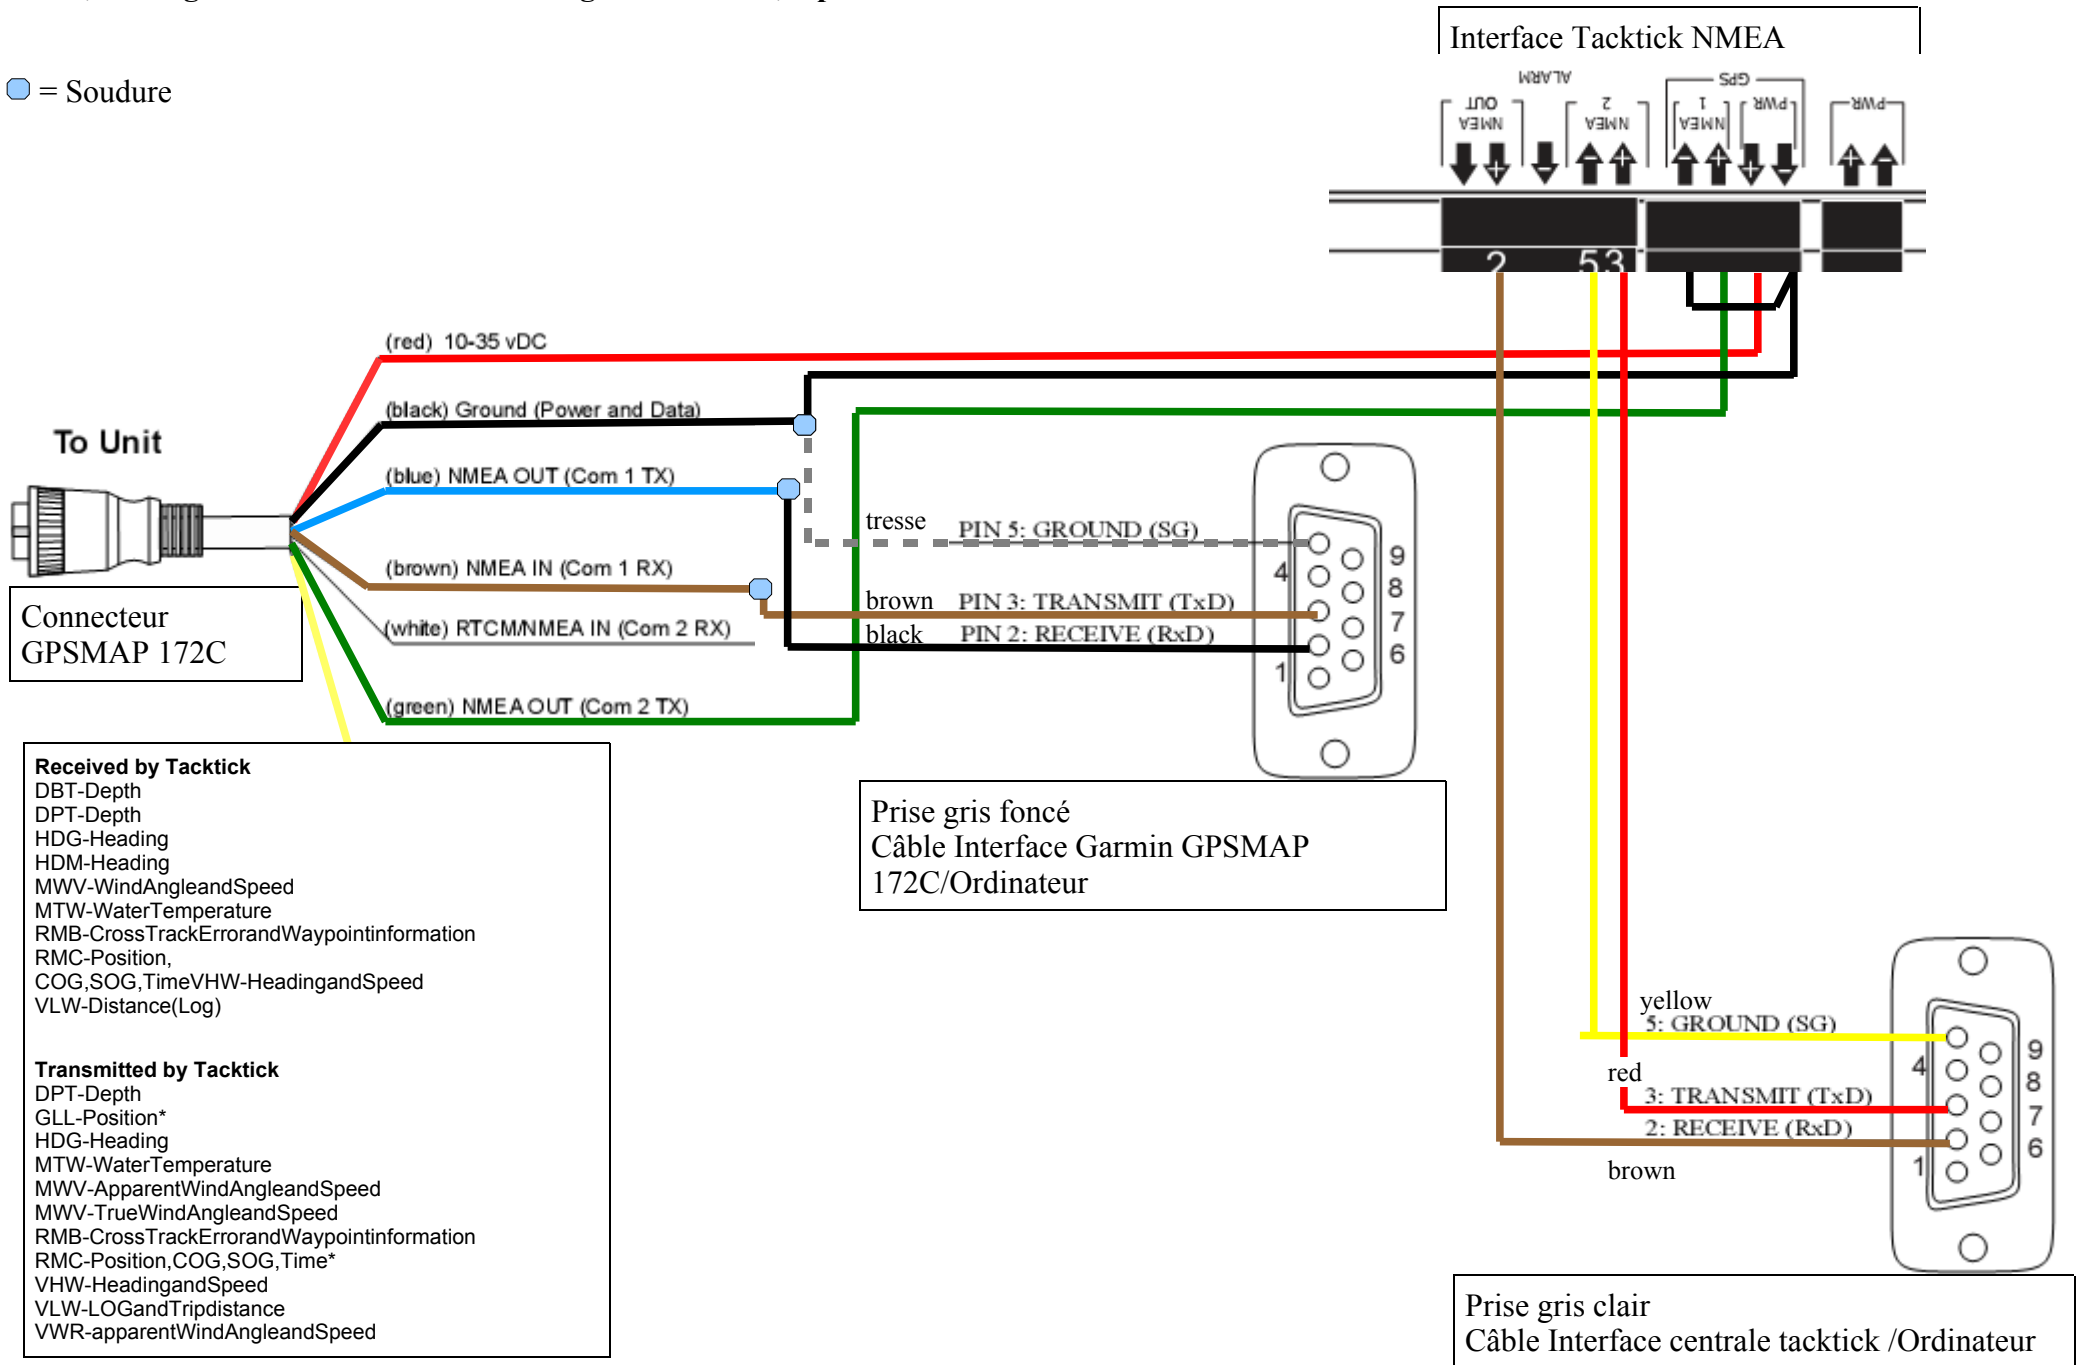 Interface Tacktick NMEA
= Soudure
ALARM
GPS
NMEA OUT
NMEA 2
NMEA 1
PWR
PWR
2
5
3
(red) 10-35 vDC
(black) Ground (Power and Data)
To Unit
(blue) NMEA OUT (Com 1 TX)
tresse
PIN 5: GROUND (SG)
(brown) NMEA IN (Com 1 RX)
brown
PIN 3: TRANSMIT (TxD)
(white) RTCM/NMEA IN (Com 2 RX)
black
PIN 2: RECEIVE (RxD)
(green) NMEA OUT (Com 2 TX)
9
4
8
7
6
1
Connecteur
GPSMAP 172C
Received by Tacktick
DBT-Depth
DPT-Depth
HDG-Heading
HDM-Heading
MWV-WindAngleandSpeed
MTW-WaterTemperature
RMB-CrossTrackErrorandWaypointinformation
RMC-Position,
COG,SOG,TimeVHW-HeadingandSpeed
VLW-Distance(Log)
Transmitted by Tacktick
DPT-Depth
GLL-Position*
HDG-Heading
MTW-WaterTemperature
MWV-ApparentWindAngleandSpeed
MWV-TrueWindAngleandSpeed
RMB-CrossTrackErrorandWaypointinformation
RMC-Position,COG,SOG,Time*
VHW-HeadingandSpeed
VLW-LOGandTripdistance
VWR-apparentWindAngleandSpeed
Prise gris foncé
Câble Interface Garmin GPSMAP
172C/Ordinateur
yellow
5: GROUND (SG)
red
3: TRANSMIT (TxD)
2: RECEIVE (RxD)
brown
9
4
8
7
6
1
Prise gris clair
Câble Interface centrale tacktick /Ordinateur